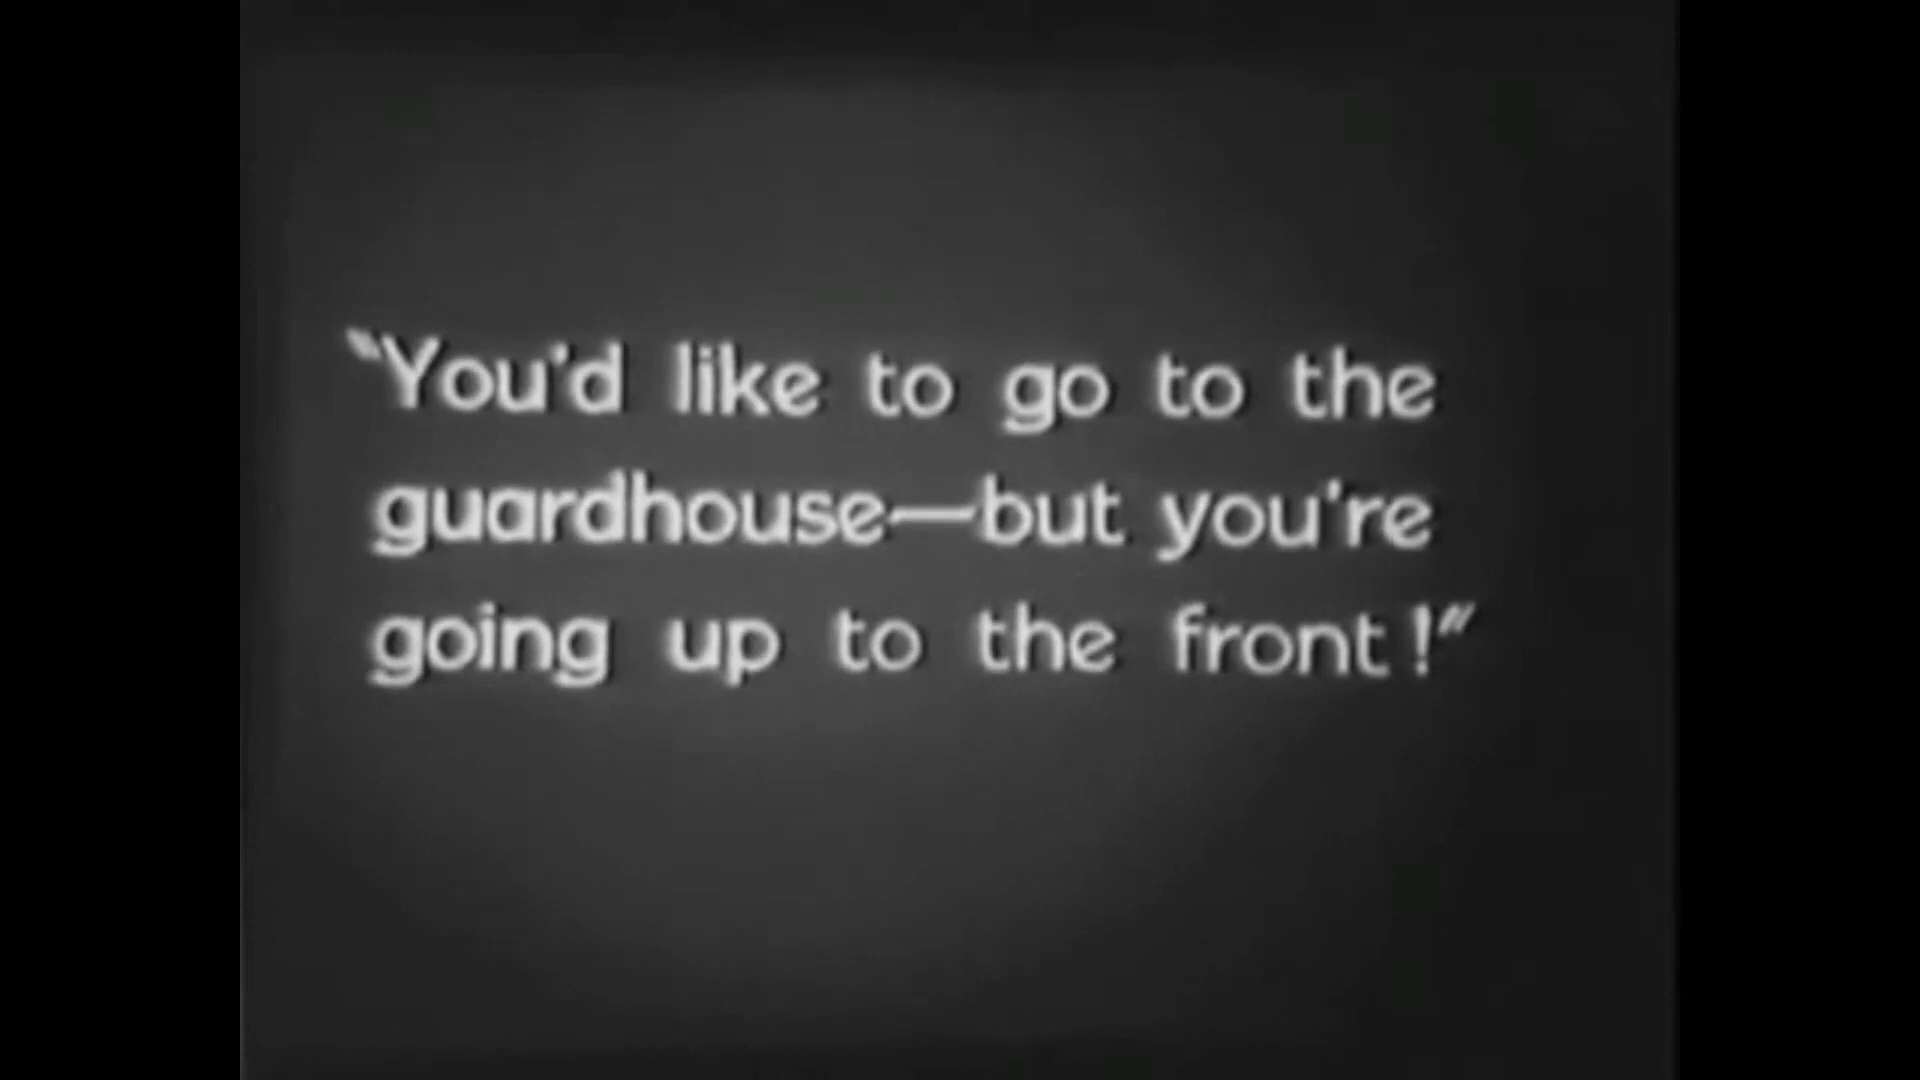 "You'd like to go to the
guardhouse—but you're
going up to the front!"